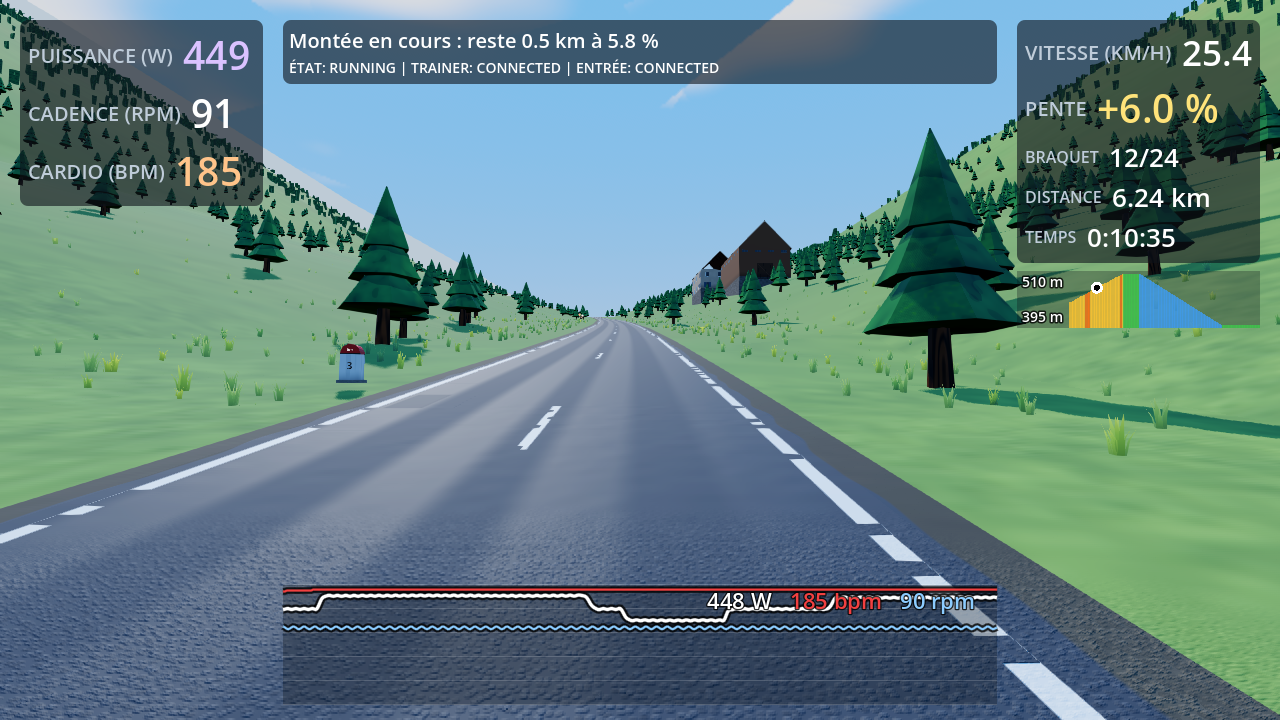 PUISSANCE (W) 449
CADENCE (RPM) 91
CARDIO (BPM) 185
Montée en cours : reste 0.5 km à 5.8 %
ÉTAT: RUNNING | TRAINER: CONNECTED | ENTRÉE: CONNECTED
VITESSE (KM/H) 25.4
PENTE +6.0 %
BRAQUET 12/24
DISTANCE 6.24 km
TEMPS 0:10:35
510 m
395 m
3
448 W 185 bpm 90 rpm